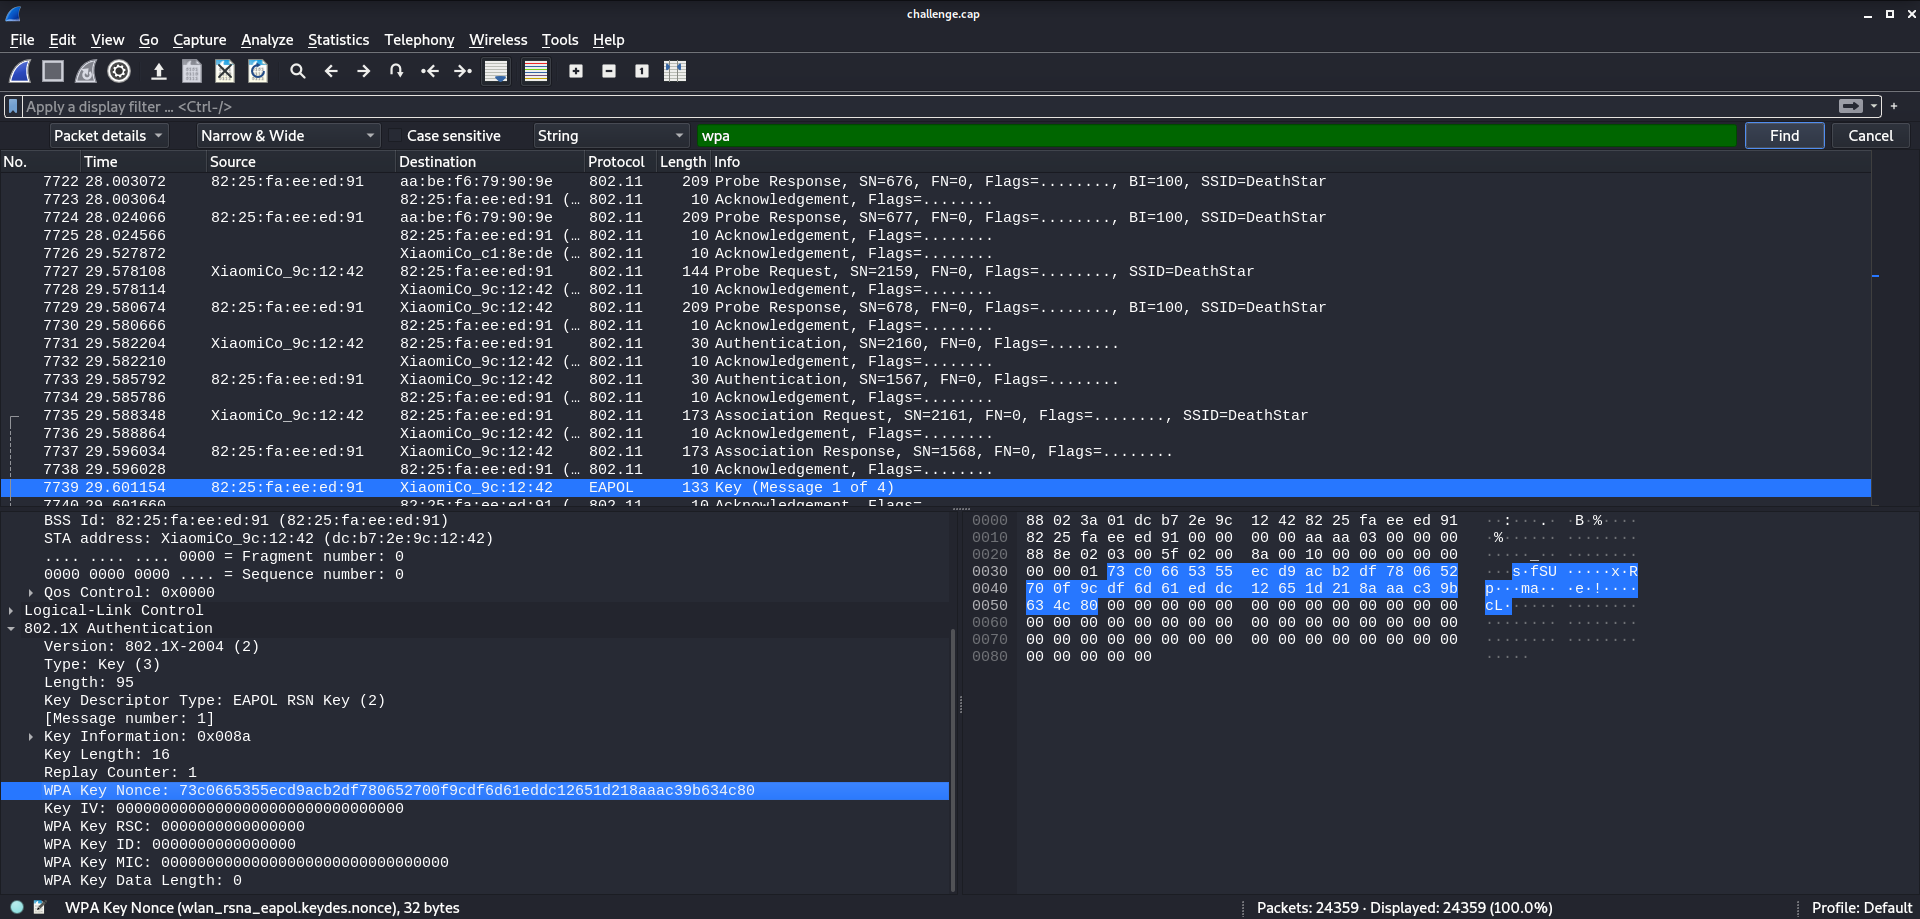 challenge.cap
File Edit View Go Capture Analyze Statistics Telephony Wireless Tools Help
Apply a display filter ... <Ctrl-/>
Packet details Narrow & Wide Case sensitive String wpa Find Cancel
No. Time Source Destination Protocol Length Info
7722 28.003072 82:25:fa:ee:ed:91 aa:be:f6:79:90:9e 802.11 209 Probe Response, SN=676, FN=0, Flags=........, BI=100, SSID=DeathStar
7723 28.003064 82:25:fa:ee:ed:91 (… 802.11 10 Acknowledgement, Flags=........
7724 28.024066 82:25:fa:ee:ed:91 aa:be:f6:79:90:9e 802.11 209 Probe Response, SN=677, FN=0, Flags=........, BI=100, SSID=DeathStar
7725 28.024566 82:25:fa:ee:ed:91 (… 802.11 10 Acknowledgement, Flags=........
7726 29.527872 XiaomiCo_c1:8e:de (… 802.11 10 Acknowledgement, Flags=........
7727 29.578108 XiaomiCo_9c:12:42 82:25:fa:ee:ed:91 802.11 144 Probe Request, SN=2159, FN=0, Flags=........, SSID=DeathStar
7728 29.578114 XiaomiCo_9c:12:42 (… 802.11 10 Acknowledgement, Flags=........
7729 29.580674 82:25:fa:ee:ed:91 XiaomiCo_9c:12:42 802.11 209 Probe Response, SN=678, FN=0, Flags=........, BI=100, SSID=DeathStar
7730 29.580666 82:25:fa:ee:ed:91 (… 802.11 10 Acknowledgement, Flags=........
7731 29.582204 XiaomiCo_9c:12:42 82:25:fa:ee:ed:91 802.11 30 Authentication, SN=2160, FN=0, Flags=........
7732 29.582210 XiaomiCo_9c:12:42 (… 802.11 10 Acknowledgement, Flags=........
7733 29.585792 82:25:fa:ee:ed:91 XiaomiCo_9c:12:42 802.11 30 Authentication, SN=1567, FN=0, Flags=........
7734 29.585786 82:25:fa:ee:ed:91 (… 802.11 10 Acknowledgement, Flags=........
7735 29.588348 XiaomiCo_9c:12:42 82:25:fa:ee:ed:91 802.11 173 Association Request, SN=2161, FN=0, Flags=........, SSID=DeathStar
7736 29.588864 XiaomiCo_9c:12:42 (… 802.11 10 Acknowledgement, Flags=........
7737 29.596034 82:25:fa:ee:ed:91 XiaomiCo_9c:12:42 802.11 173 Association Response, SN=1568, FN=0, Flags=........
7738 29.596028 82:25:fa:ee:ed:91 (… 802.11 10 Acknowledgement, Flags=........
7739 29.601154 82:25:fa:ee:ed:91 XiaomiCo_9c:12:42 EAPOL 133 Key (Message 1 of 4)
7740 29.601660 82:25:fa:ee:ed:91 (… 802.11 10 Acknowledgement, Flags=........
BSS Id: 82:25:fa:ee:ed:91 (82:25:fa:ee:ed:91)
STA address: XiaomiCo_9c:12:42 (dc:b7:2e:9c:12:42)
.... .... .... 0000 = Fragment number: 0
0000 0000 0000 .... = Sequence number: 0
Qos Control: 0x0000
Logical-Link Control
802.1X Authentication
Version: 802.1X-2004 (2)
Type: Key (3)
Length: 95
Key Descriptor Type: EAPOL RSN Key (2)
[Message number: 1]
Key Information: 0x008a
Key Length: 16
Replay Counter: 1
WPA Key Nonce: 73c0665355ecd9acb2df780652700f9cdf6d61eddc12651d218aaac39b634c80
Key IV: 00000000000000000000000000000000
WPA Key RSC: 0000000000000000
WPA Key ID: 0000000000000000
WPA Key MIC: 00000000000000000000000000000000
WPA Key Data Length: 0
0000 88 02 3a 01 dc b7 2e 9c 12 42 82 25 fa ee ed 91 ··:···.· ·B·%····
0010 82 25 fa ee ed 91 00 00 00 00 aa aa 03 00 00 00 ·%······ ········
0020 88 8e 02 03 00 5f 02 00 8a 00 10 00 00 00 00 00 ·····_·· ········
0030 00 00 01 73 c0 66 53 55 ec d9 ac b2 df 78 06 52 ···s·fSU ·····x·R
0040 70 0f 9c df 6d 61 ed dc 12 65 1d 21 8a aa c3 9b p···ma·· ·e·!····
0050 63 4c 80 00 00 00 00 00 00 00 00 00 00 00 00 00 cL······ ········
0060 00 00 00 00 00 00 00 00 00 00 00 00 00 00 00 00 ········ ········
0070 00 00 00 00 00 00 00 00 00 00 00 00 00 00 00 00 ········ ········
0080 00 00 00 00 00 ·····
WPA Key Nonce (wlan_rsna_eapol.keydes.nonce), 32 bytes Packets: 24359 · Displayed: 24359 (100.0%) Profile: Default